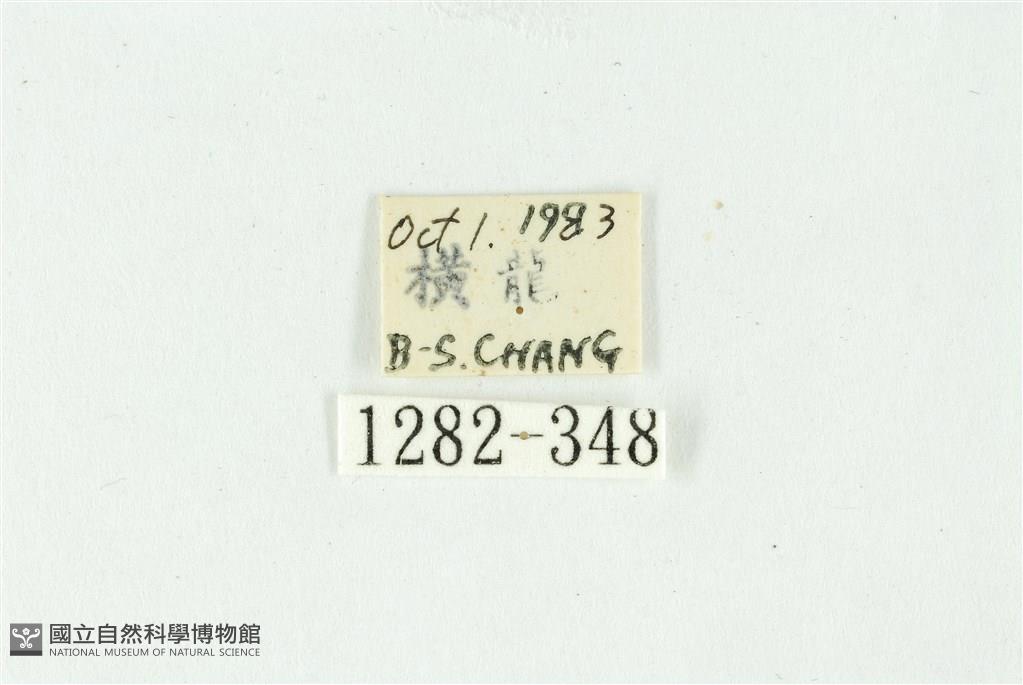 Oct 1. 1983
橫龍
B-S. CHANG
1282-348
國立自然科學博物館
NATIONAL MUSEUM OF NATURAL SCIENCE